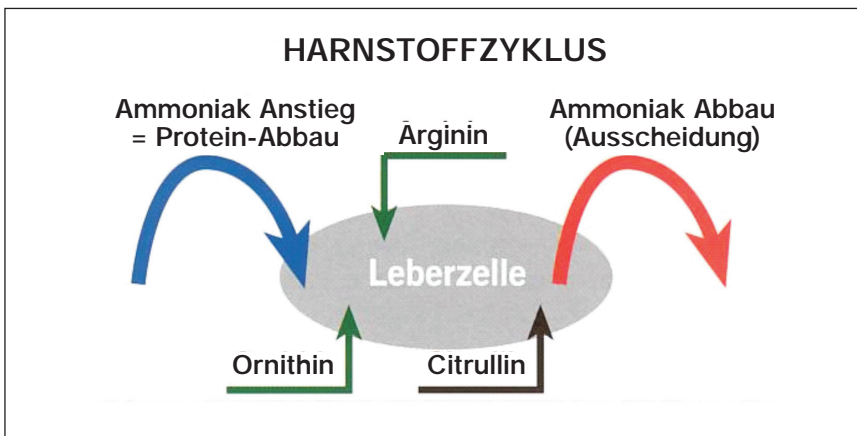 HARNSTOFFZYKLUS
Ammoniak Anstieg
= Protein-Abbau
Arginin
Ammoniak Abbau
(Ausscheidung)
Leberzelle
Ornithin
Citrullin